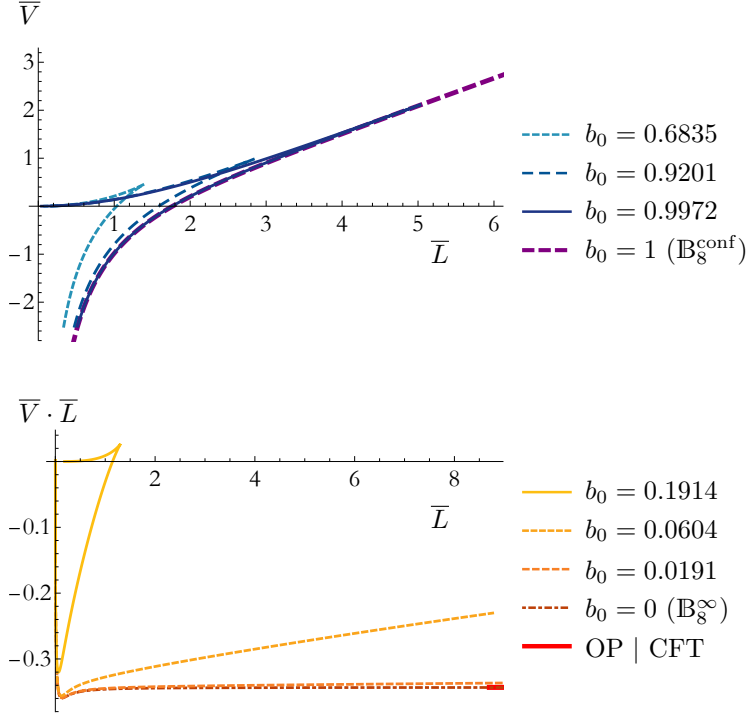 V̅
3
2
1
−1
−2
1 2 3 4 5 6
L̅
b₀ = 0.6835
b₀ = 0.9201
b₀ = 0.9972
b₀ = 1 (𝔹₈^conf)
V̅ · L̅
−0.1
−0.2
−0.3
2 4 6 8
L̅
b₀ = 0.1914
b₀ = 0.0604
b₀ = 0.0191
b₀ = 0 (𝔹₈^∞)
OP | CFT